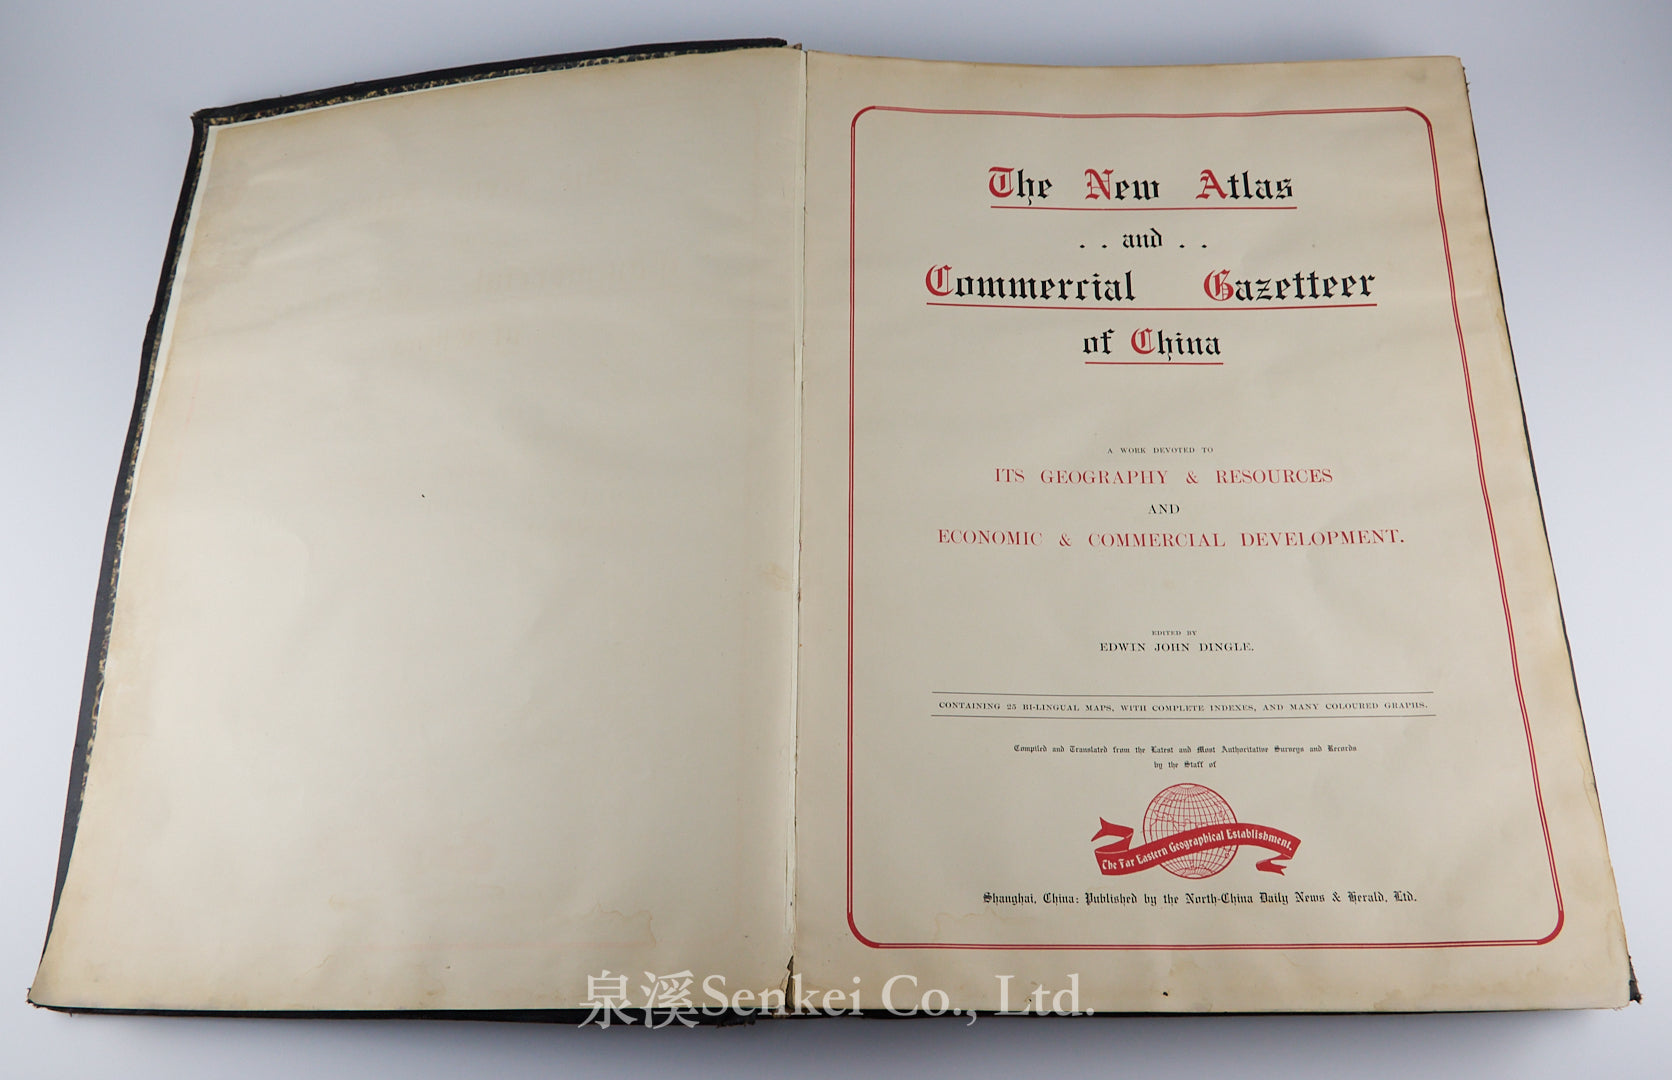 The New Atlas
. . and . .
Commercial Gazetteer
of China
A WORK DEVOTED TO
ITS GEOGRAPHY & RESOURCES
AND
ECONOMIC & COMMERCIAL DEVELOPMENT.
EDITED BY
EDWIN JOHN DINGLE.
CONTAINING 25 BI-LINGUAL MAPS, WITH COMPLETE INDEXES, AND MANY COLOURED GRAPHS.
Compiled and Translated from the Latest and Most Authoritative Surveys and Records
by the Staff of
The Far Eastern Geographical Establishment.
Shanghai, China: Published by the North-China Daily News & Herald, Ltd.
泉溪Senkei Co., Ltd.